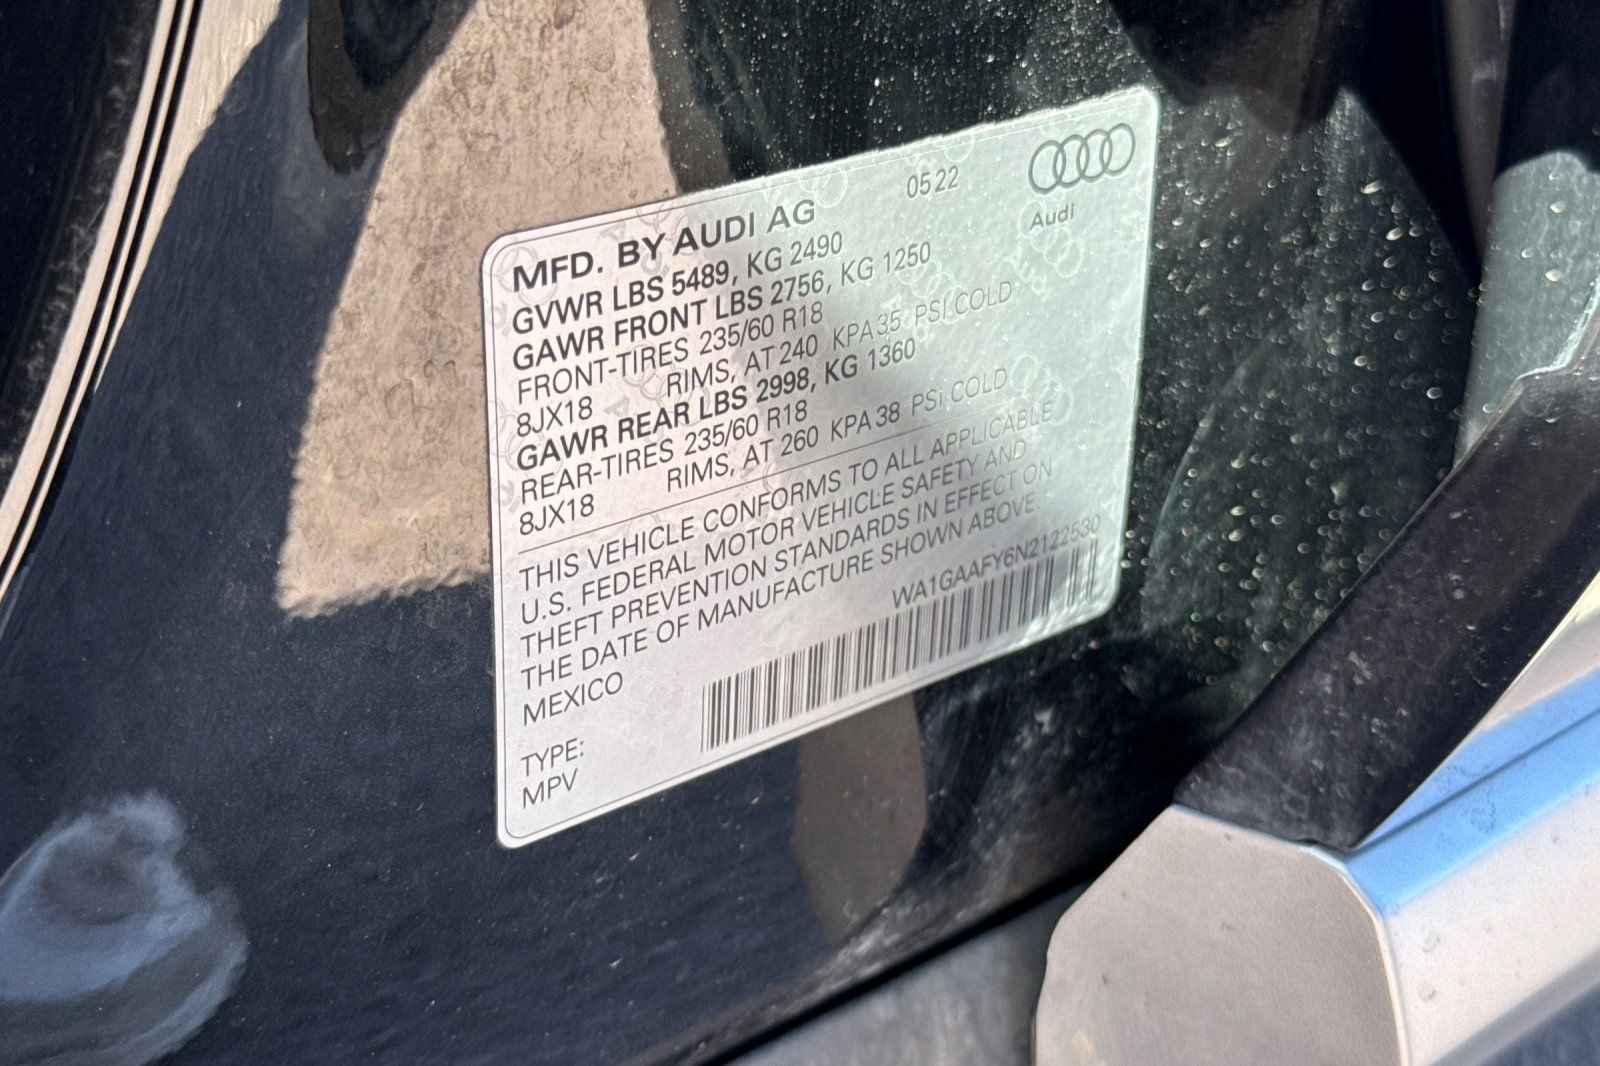 05 22
Audi
MFD. BY AUDI AG
GVWR LBS 5489, KG 2490
GAWR FRONT LBS 2756, KG 1250
FRONT-TIRES 235/60 R18
8JX18 RIMS, AT 240 KPA 35 PSI COLD
GAWR REAR LBS 2998, KG 1360
REAR-TIRES 235/60 R18
8JX18 RIMS, AT 260 KPA 38 PSi COLD
THIS VEHICLE CONFORMS TO ALL APPLICABLE
U.S. FEDERAL MOTOR VEHICLE SAFETY AND
THEFT PREVENTION STANDARDS IN EFFECT ON
THE DATE OF MANUFACTURE SHOWN ABOVE.
MEXICO
WA1GAAFY6N2122530
TYPE:
MPV